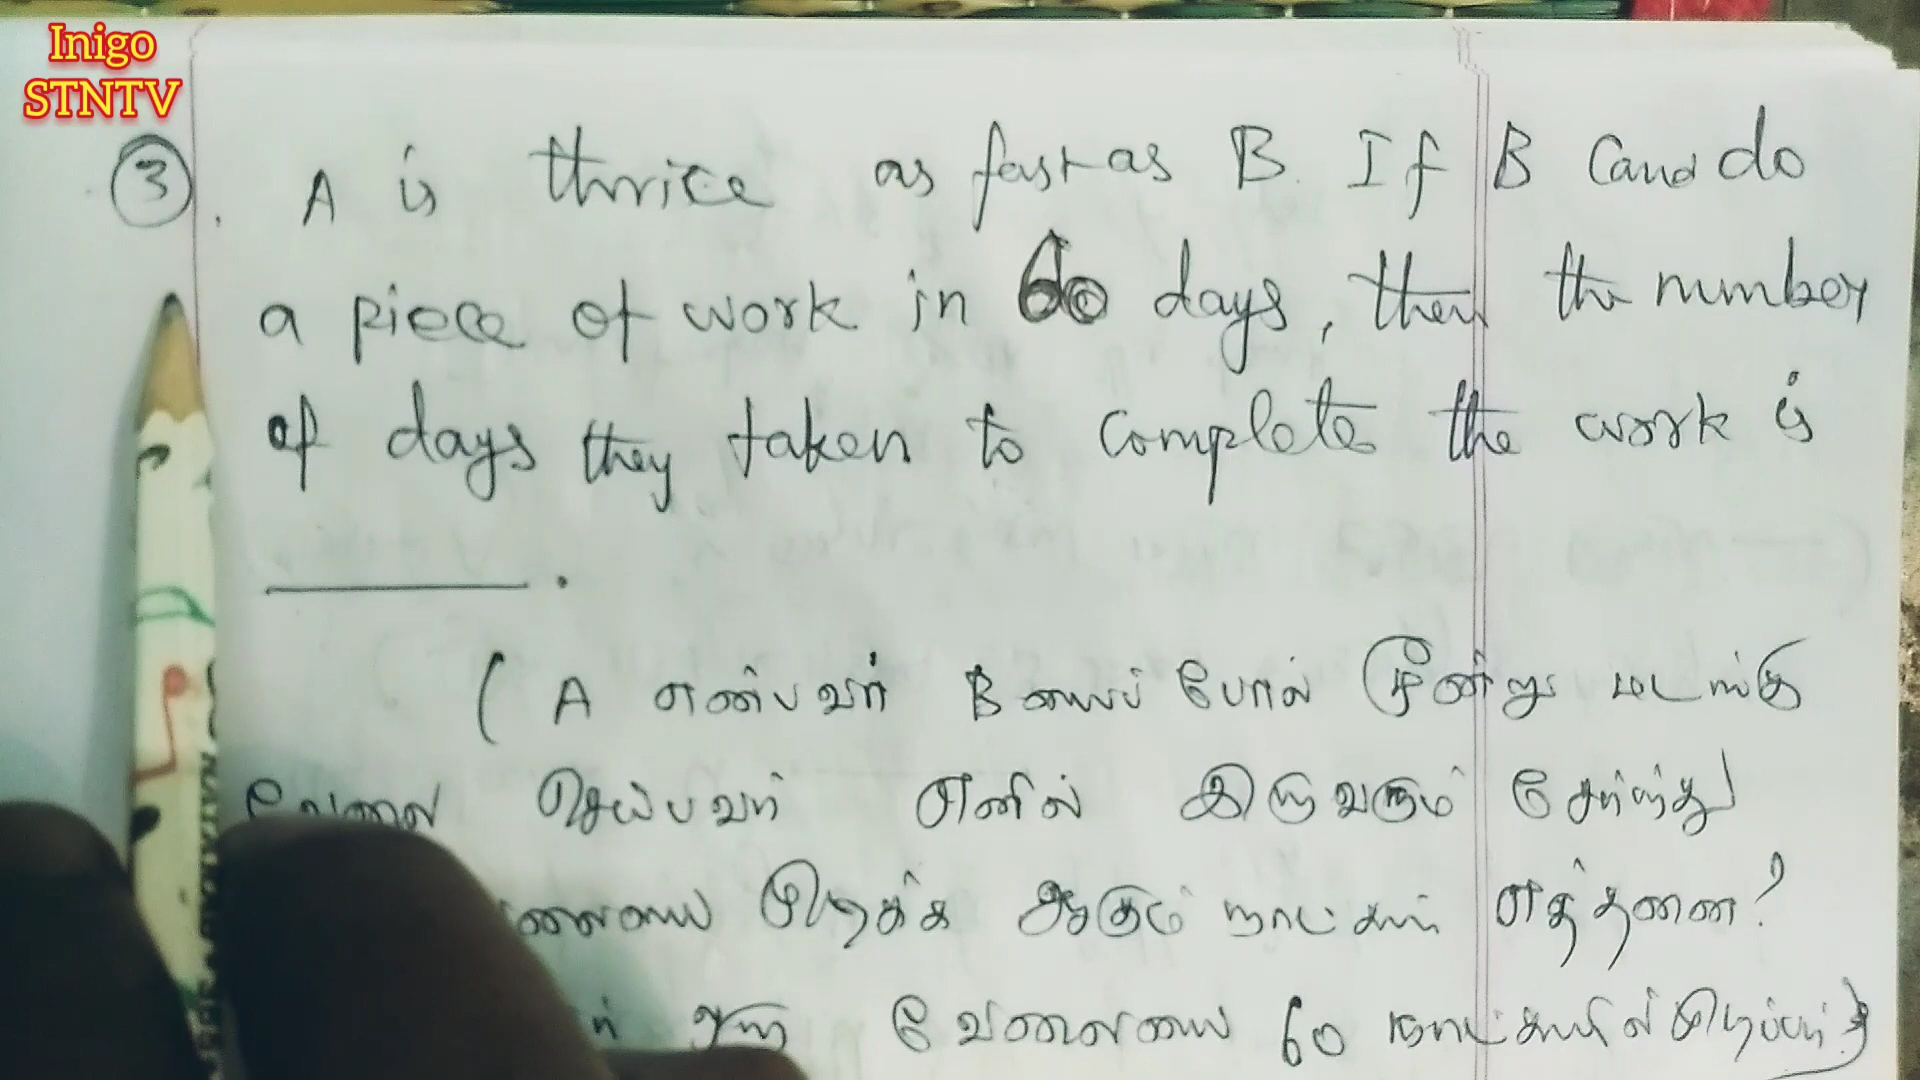 Inigo
STNTV
3. A is thrice as fast as B. If B can do
a piece of work in 60 days, then the number
of days they taken to complete the work is
________.
( A என்பவர் B யைப் போல் மூன்று மடங்கு
வேலை செய்பவர் எனில் இருவரும் சேர்ந்து
முடிக்க ஆகும் நாட்கள் எத்தனை?
ஒரு வேலையை 60 நாட்களில் முடிப்பார்)